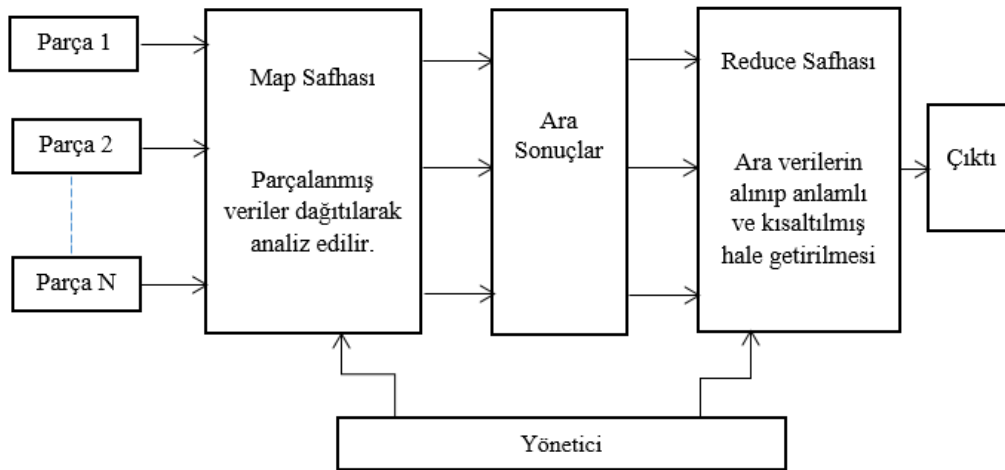 Parça 1
Parça 2
Parça N
Map Safhası
Parçalanmış
veriler dağıtılarak
analiz edilir.
Ara
Sonuçlar
Reduce Safhası
Ara verilerin
alınıp anlamlı
ve kısaltılmış
hale getirilmesi
Çıktı
Yönetici